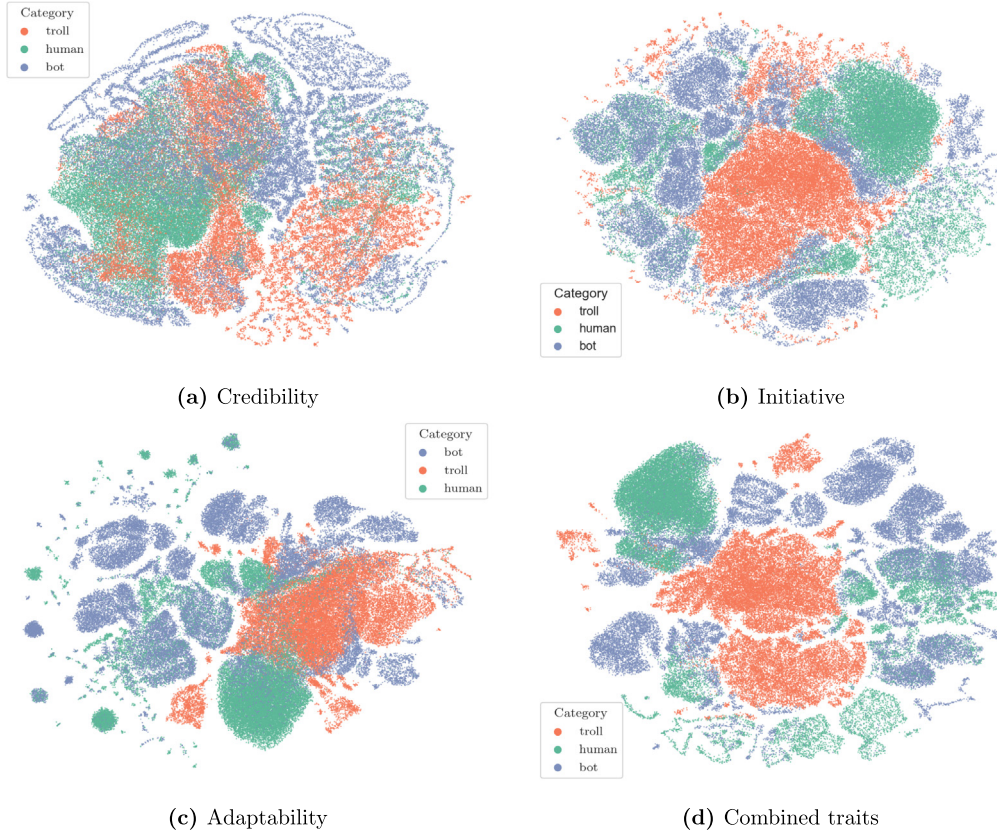 Category
troll
human
bot
(a) Credibility
Category
troll
human
bot
(b) Initiative
Category
bot
troll
human
(c) Adaptability
Category
troll
human
bot
(d) Combined traits